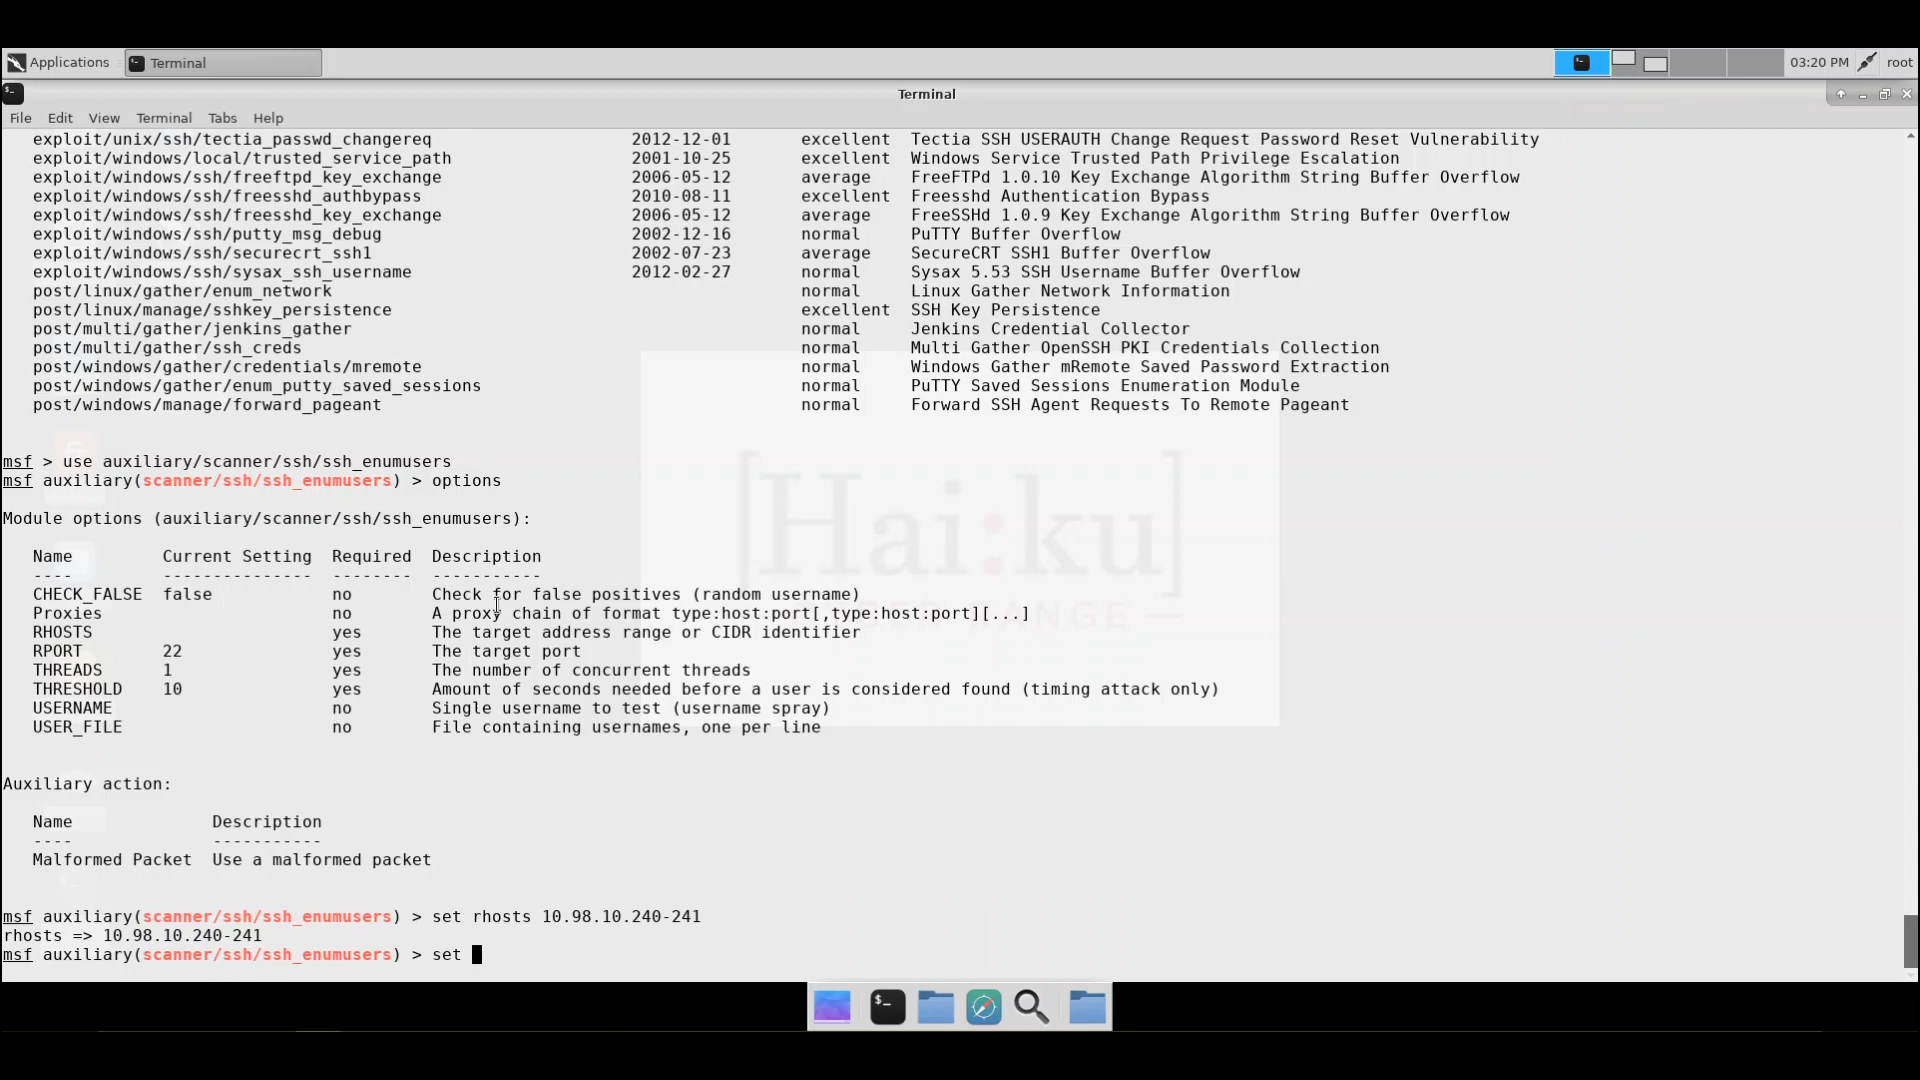 Applications Terminal 03:20 PM root
Terminal
File Edit View Terminal Tabs Help
exploit/unix/ssh/tectia_passwd_changereq 2012-12-01 excellent Tectia SSH USERAUTH Change Request Password Reset Vulnerability
exploit/windows/local/trusted_service_path 2001-10-25 excellent Windows Service Trusted Path Privilege Escalation
exploit/windows/ssh/freeftpd_key_exchange 2006-05-12 average FreeFTPd 1.0.10 Key Exchange Algorithm String Buffer Overflow
exploit/windows/ssh/freesshd_authbypass 2010-08-11 excellent Freesshd Authentication Bypass
exploit/windows/ssh/freesshd_key_exchange 2006-05-12 average FreeSSHd 1.0.9 Key Exchange Algorithm String Buffer Overflow
exploit/windows/ssh/putty_msg_debug 2002-12-16 normal PuTTY Buffer Overflow
exploit/windows/ssh/securecrt_ssh1 2002-07-23 average SecureCRT SSH1 Buffer Overflow
exploit/windows/ssh/sysax_ssh_username 2012-02-27 normal Sysax 5.53 SSH Username Buffer Overflow
post/linux/gather/enum_network normal Linux Gather Network Information
post/linux/manage/sshkey_persistence excellent SSH Key Persistence
post/multi/gather/jenkins_gather normal Jenkins Credential Collector
post/multi/gather/ssh_creds normal Multi Gather OpenSSH PKI Credentials Collection
post/windows/gather/credentials/mremote normal Windows Gather mRemote Saved Password Extraction
post/windows/gather/enum_putty_saved_sessions normal PuTTY Saved Sessions Enumeration Module
post/windows/manage/forward_pageant normal Forward SSH Agent Requests To Remote Pageant
msf > use auxiliary/scanner/ssh/ssh_enumusers
msf auxiliary(scanner/ssh/ssh_enumusers) > options
[Hai:ku]
Module options (auxiliary/scanner/ssh/ssh_enumusers):
Name Current Setting Required Description
---- --------------- -------- -----------
CHECK_FALSE false no Check for false positives (random username)
Proxies no A proxy chain of format type:host:port[,type:host:port][...]
RHOSTS yes The target address range or CIDR identifier
RPORT 22 yes The target port
THREADS 1 yes The number of concurrent threads
THRESHOLD 10 yes Amount of seconds needed before a user is considered found (timing attack only)
USERNAME no Single username to test (username spray)
USER_FILE no File containing usernames, one per line
Auxiliary action:
Name Description
---- -----------
Malformed Packet Use a malformed packet
msf auxiliary(scanner/ssh/ssh_enumusers) > set rhosts 10.98.10.240-241
rhosts => 10.98.10.240-241
msf auxiliary(scanner/ssh/ssh_enumusers) > set